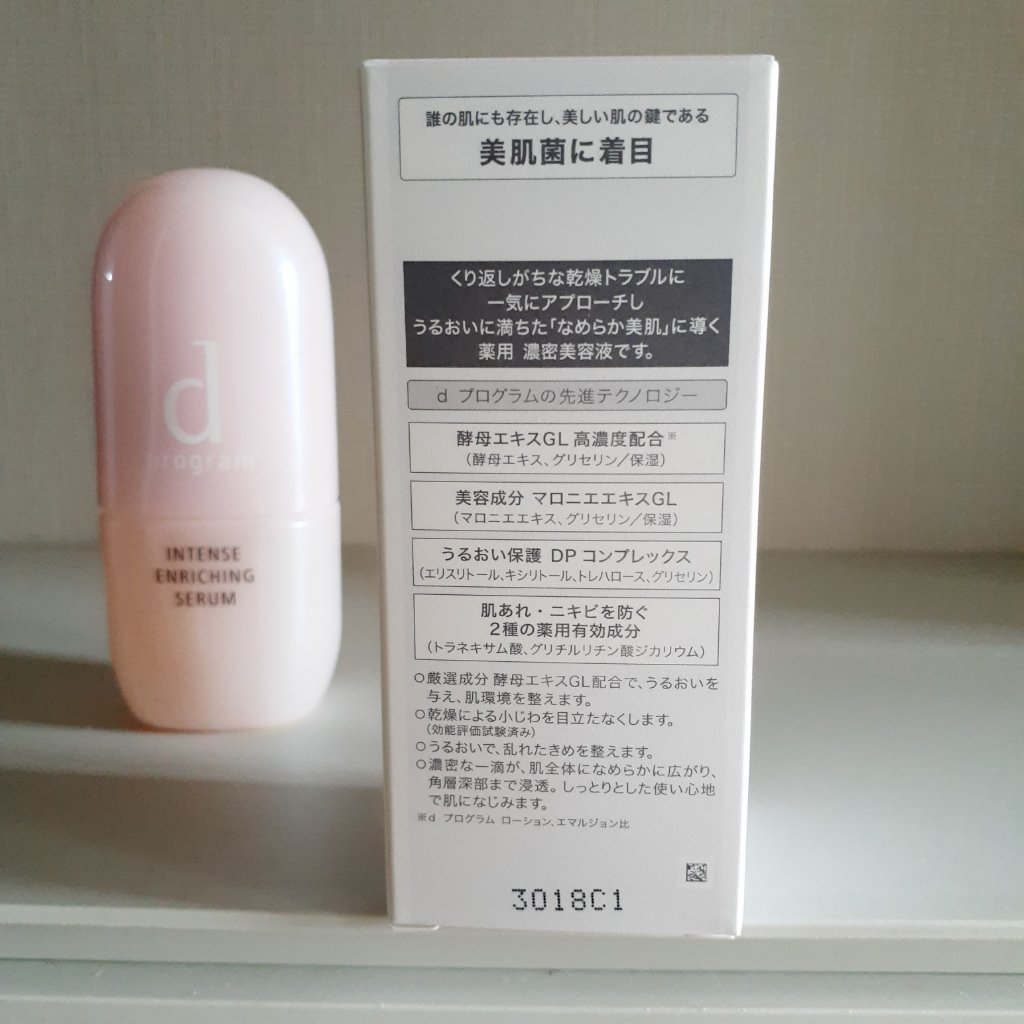 d
program
INTENSE
ENRICHING
SERUM
誰の肌にも存在し、美しい肌の鍵である
美肌菌に着目
くり返しがちな乾燥トラブルに
一気にアプローチし
うるおいに満ちた「なめらか美肌」に導く
薬用 濃密美容液です。
d プログラムの先進テクノロジー
酵母エキスGL 高濃度配合※
(酵母エキス、グリセリン/保湿)
美容成分 マロニエエキスGL
(マロニエエキス、グリセリン/保湿)
うるおい保護 DP コンプレックス
(エリスリトール、キシリトール、トレハロース、グリセリン)
肌あれ・ニキビを防ぐ
2種の薬用有効成分
(トラネキサム酸、グリチルリチン酸ジカリウム)
○厳選成分 酵母エキスGL配合で、うるおいを
与え、肌環境を整えます。
○乾燥による小じわを目立たなくします。
(効能評価試験済み)
○うるおいで、乱れたきめを整えます。
○濃密な一滴が、肌全体になめらかに広がり、
角層深部まで浸透。しっとりとした使い心地
で肌になじみます。
※d プログラム ローション、エマルジョン比
3018C1